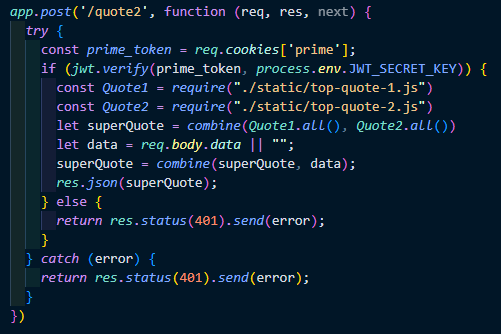 app.post('/quote2', function (req, res, next) {
  try {
    const prime_token = req.cookies['prime'];
    if (jwt.verify(prime_token, process.env.JWT_SECRET_KEY)) {
      const Quote1 = require("./static/top-quote-1.js")
      const Quote2 = require("./static/top-quote-2.js")
      let superQuote = combine(Quote1.all(), Quote2.all())
      let data = req.body.data || "";
      superQuote = combine(superQuote, data);
      res.json(superQuote);
    } else {
      return res.status(401).send(error);
    }
  } catch (error) {
    return res.status(401).send(error);
  }
})